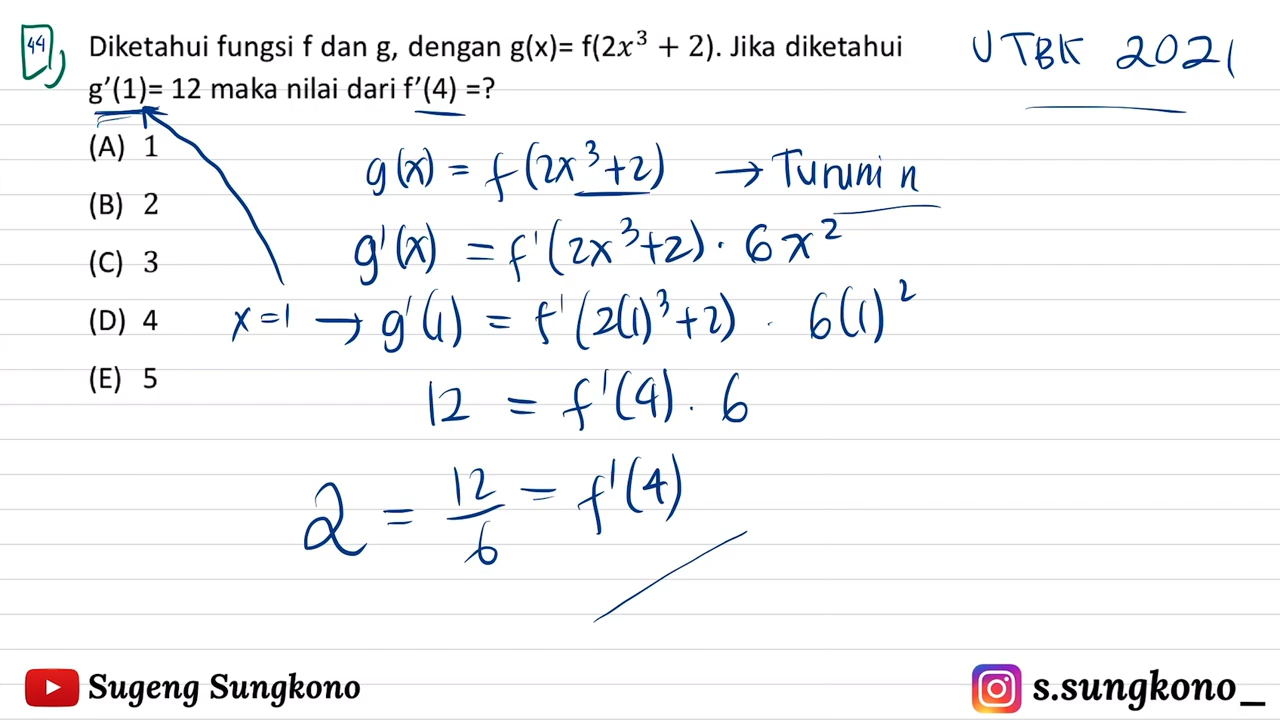 44) Diketahui fungsi f dan g, dengan g(x)= f(2x³ + 2). Jika diketahui
g′(1)= 12 maka nilai dari f′(4) =?
UTBK 2021
(A) 1
(B) 2
(C) 3
(D) 4
(E) 5
g(x) = f(2x³+2) → Turunin
g'(x) = f'(2x³+2) · 6x²
x=1 → g'(1) = f'(2(1)³+2) · 6(1)²
12 = f'(4) · 6
2 = 12/6 = f'(4)
Sugeng Sungkono
s.sungkono_